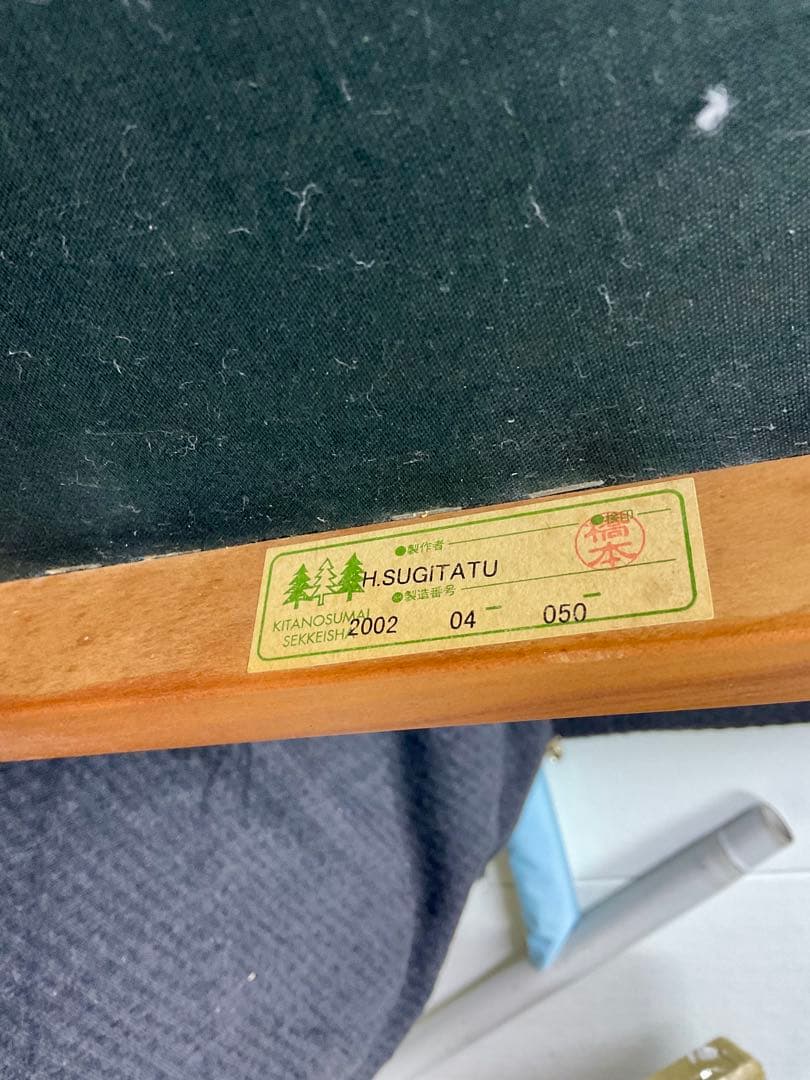 ●製作者
●検印
橋本
H.SUGITATU
●製造番号
KITANOSUMAI
SEKKEISHA
2002 04 – 050 –